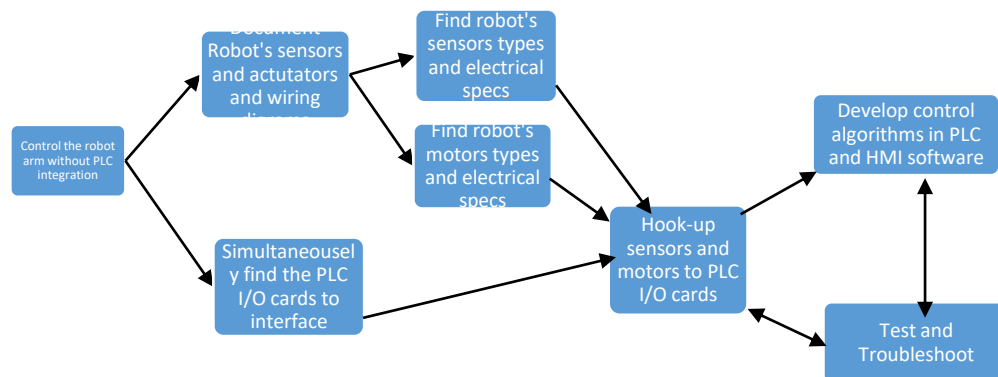 Document
Robot's sensors
and actutators
and wiring
Find robot's
sensors types
and electrical
specs
Control the robot
arm without PLC
integration
Find robot's
motors types
and electrical
specs
Simultaneousel
y find the PLC
I/O cards to
interface
Hook-up
sensors and
motors to PLC
I/O cards
Develop control
algorithms in PLC
and HMI software
Test and
Troubleshoot